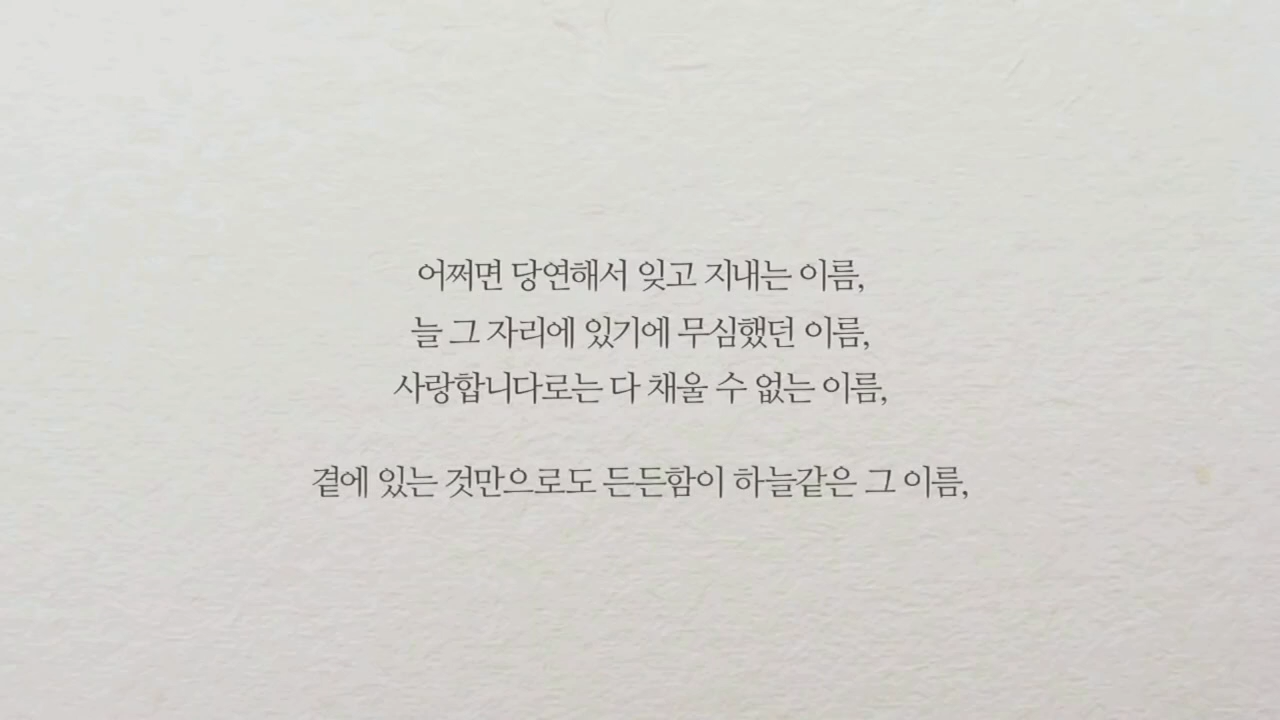 어쩌면 당연해서 잊고 지내는 이름,
늘 그 자리에 있기에 무심했던 이름,
사랑합니다로는 다 채울 수 없는 이름,
곁에 있는 것만으로도 든든함이 하늘같은 그 이름,